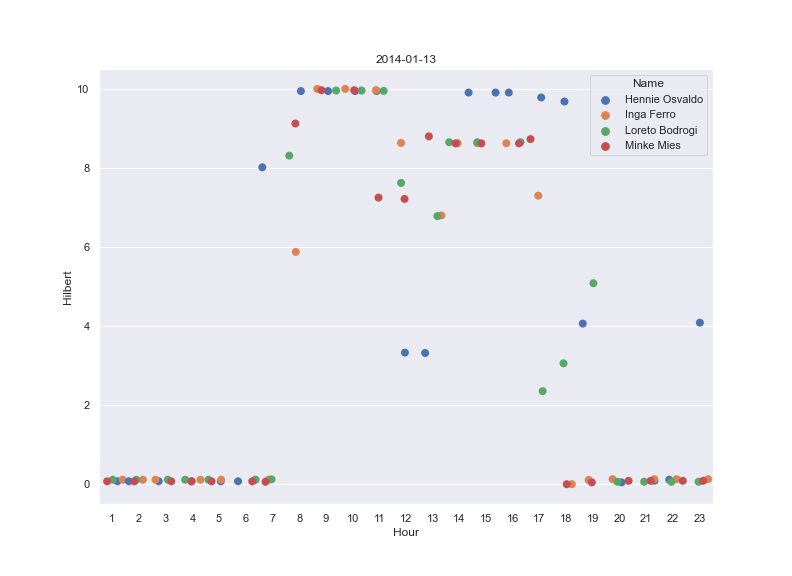 2014-01-13
Name
Hennie Osvaldo
Inga Ferro
Loreto Bodrogi
Minke Mies
Hilbert
10
8
6
4
2
0
1 2 3 4 5 6 7 8 9 10 11 12 13 14 15 16 17 18 19 20 21 22 23
Hour